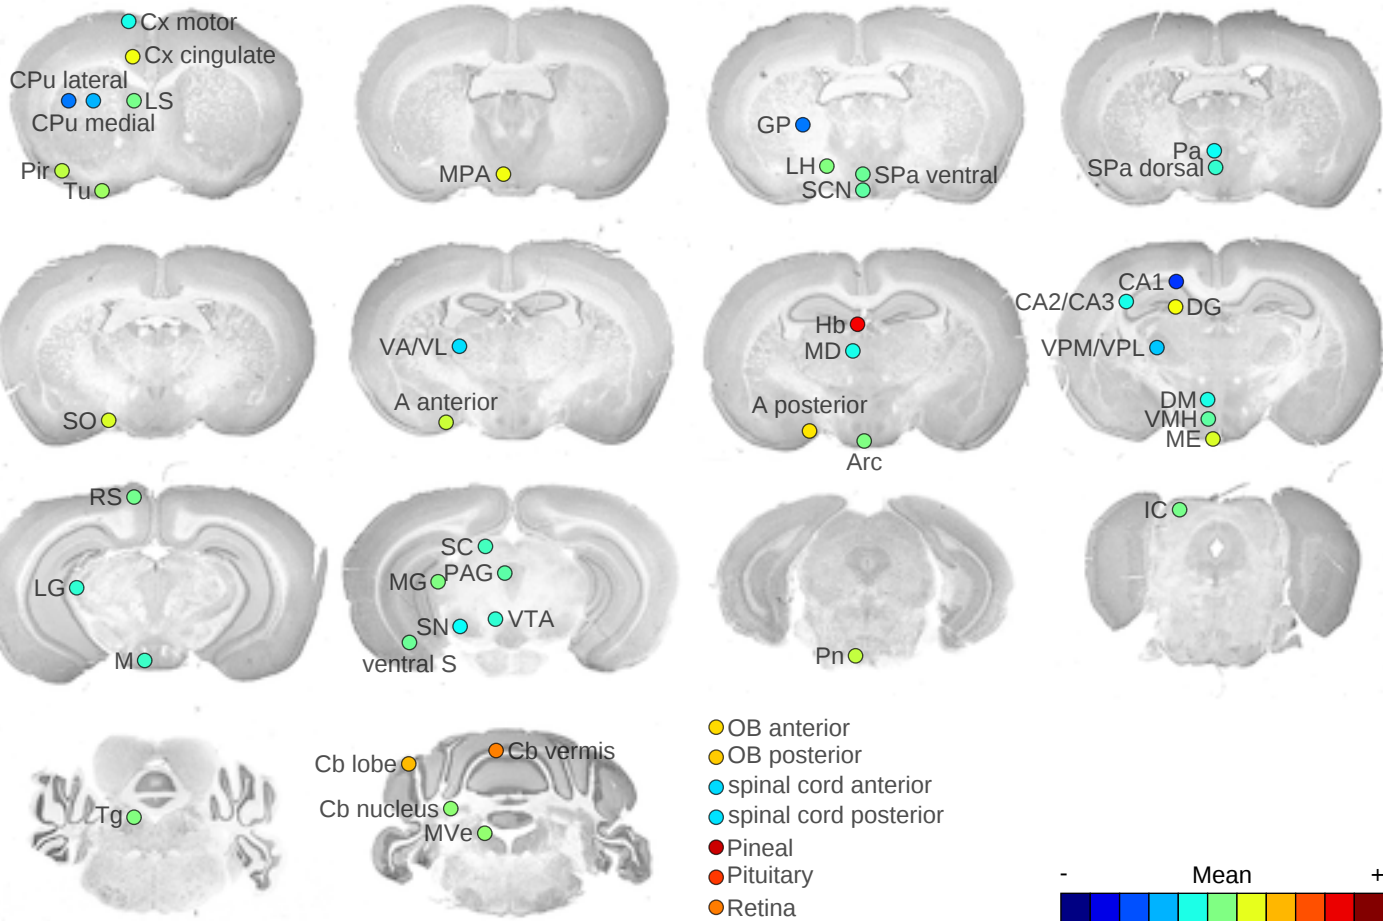 Cx motor
Cx cingulate
CPu lateral
LS
CPu medial
Pir
Tu
MPA
GP
LH
SPa ventral
SCN
Pa
SPa dorsal
SO
VA/VL
A anterior
Hb
MD
A posterior
Arc
CA1
CA2/CA3
DG
VPM/VPL
DM
VMH
ME
RS
LG
M
SC
MG
PAG
SN
VTA
ventral S
Pn
IC
Tg
Cb lobe
Cb vermis
Cb nucleus
MVe
OB anterior
OB posterior
spinal cord anterior
spinal cord posterior
Pineal
Pituitary
Retina
- Mean +